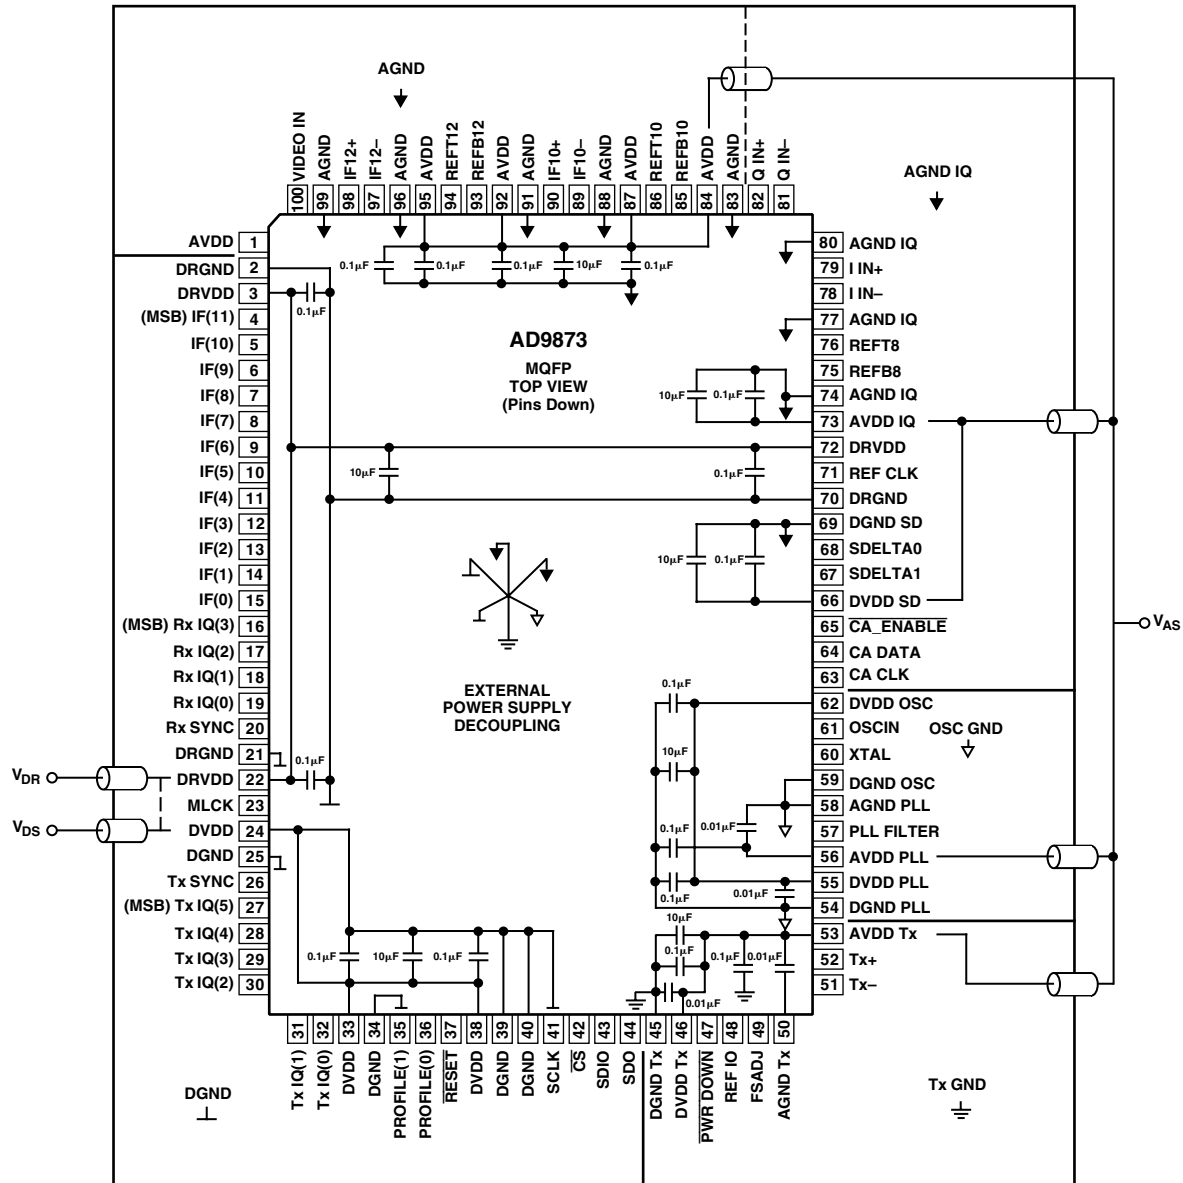 AGND
100 VIDEO IN
99 AGND
98 IF12+
97 IF12–
96 AGND
95 AVDD
94 REFT12
93 REFB12
92 AVDD
91 AGND
90 IF10+
89 IF10–
88 AGND
87 AVDD
86 REFT10
85 REFB10
84 AVDD
83 AGND
82 Q IN+
81 Q IN–
AGND IQ
AVDD 1
DRGND 2
DRVDD 3
(MSB) IF(11) 4
IF(10) 5
IF(9) 6
IF(8) 7
IF(7) 8
IF(6) 9
IF(5) 10
IF(4) 11
IF(3) 12
IF(2) 13
IF(1) 14
IF(0) 15
(MSB) Rx IQ(3) 16
Rx IQ(2) 17
Rx IQ(1) 18
Rx IQ(0) 19
Rx SYNC 20
DRGND 21
DRVDD 22
MLCK 23
DVDD 24
DGND 25
Tx SYNC 26
(MSB) Tx IQ(5) 27
Tx IQ(4) 28
Tx IQ(3) 29
Tx IQ(2) 30
VDR
VDS
0.1μF
0.1μF
0.1μF
10μF
0.1μF
0.1μF
AD9873
MQFP
TOP VIEW
(Pins Down)
10μF
0.1μF
10μF
0.1μF
10μF
0.1μF
EXTERNAL
POWER SUPPLY
DECOUPLING
0.1μF
10μF
0.1μF
0.1μF
0.01μF
0.1μF
0.01μF
10μF
0.1μF
0.1μF
0.01μF
0.01μF
0.1μF
10μF
0.1μF
80 AGND IQ
79 I IN+
78 I IN–
77 AGND IQ
76 REFT8
75 REFB8
74 AGND IQ
73 AVDD IQ
72 DRVDD
71 REF CLK
70 DRGND
69 DGND SD
68 SDELTA0
67 SDELTA1
66 DVDD SD
65 CA_ENABLE
64 CA DATA
63 CA CLK
62 DVDD OSC
61 OSCIN
60 XTAL
59 DGND OSC
58 AGND PLL
57 PLL FILTER
56 AVDD PLL
55 DVDD PLL
54 DGND PLL
53 AVDD Tx
52 Tx+
51 Tx–
VAS
OSC GND
31 Tx IQ(1)
32 Tx IQ(0)
33 DVDD
34 DGND
35 PROFILE(1)
36 PROFILE(0)
37 RESET
38 DVDD
39 DGND
40 DGND
41 SCLK
42 CS
43 SDIO
44 SDO
45 DGND Tx
46 DVDD Tx
47 PWR DOWN
48 REF IO
49 FSADJ
50 AGND Tx
DGND
Tx GND